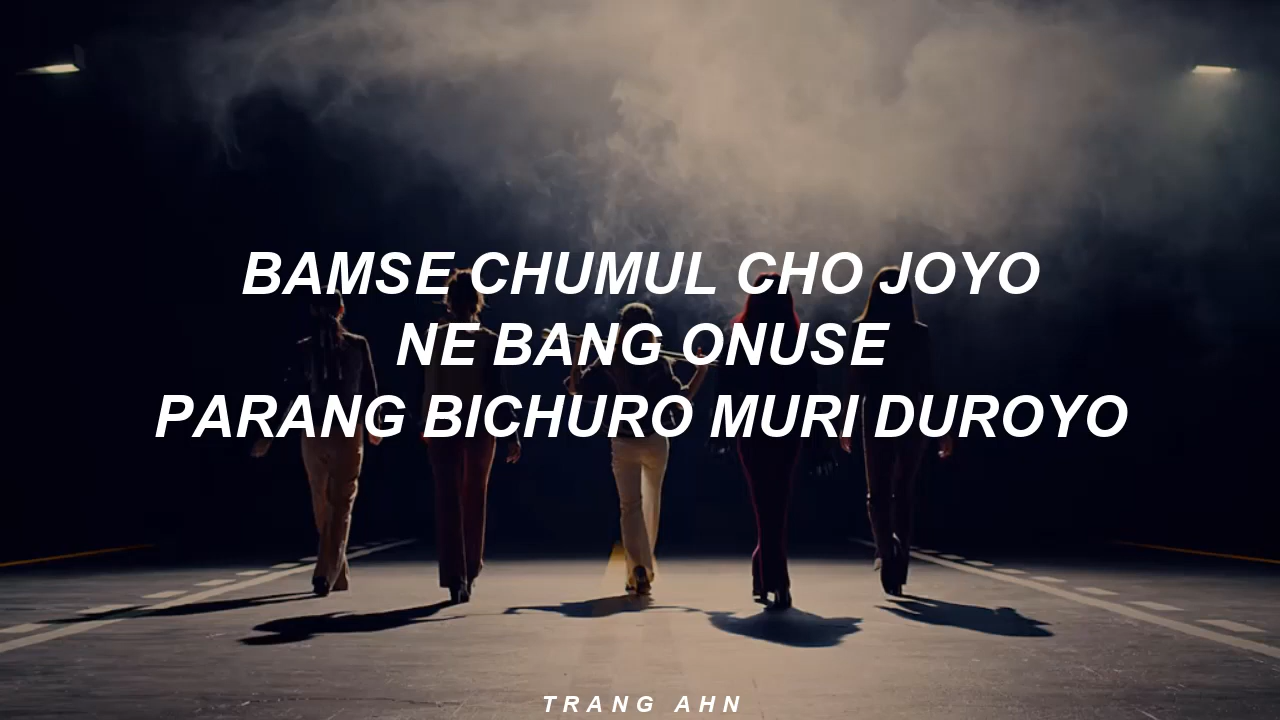 BAMSE CHUMUL CHO JOYO
NE BANG ONUSE
PARANG BICHURO MURI DUROYO
TRANG AHN